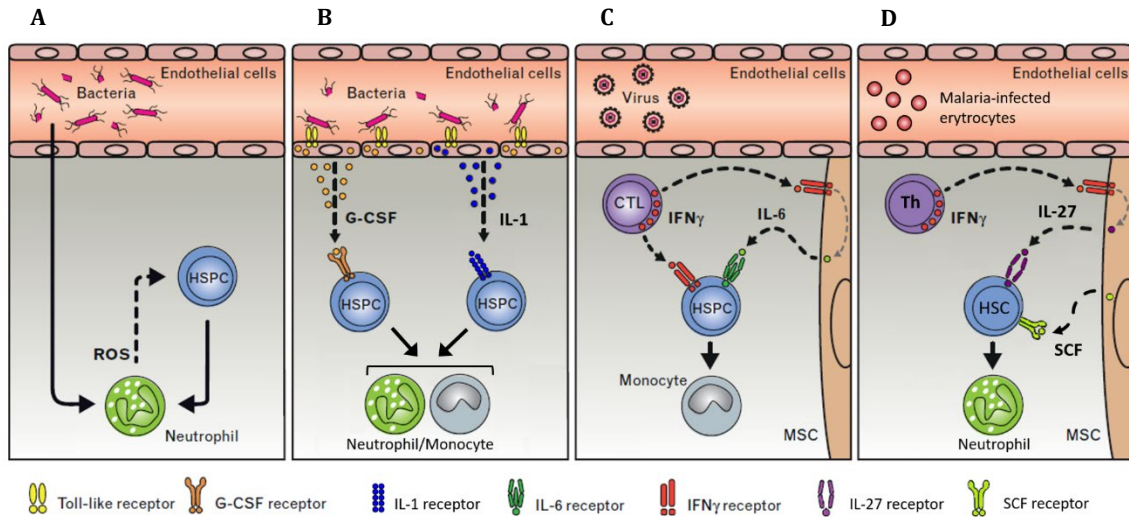 A
B
C
D
Endothelial cells
Bacteria
HSPC
ROS
Neutrophil
Endothelial cells
Bacteria
G-CSF
IL-1
HSPC
HSPC
Neutrophil/Monocyte
Endothelial cells
Virus
CTL
IFNγ
IL-6
HSPC
Monocyte
MSC
Endothelial cells
Malaria-infected
erytrocytes
Th
IFNγ
IL-27
HSC
SCF
Neutrophil
MSC
Toll-like receptor
G-CSF receptor
IL-1 receptor
IL-6 receptor
IFNγ receptor
IL-27 receptor
SCF receptor